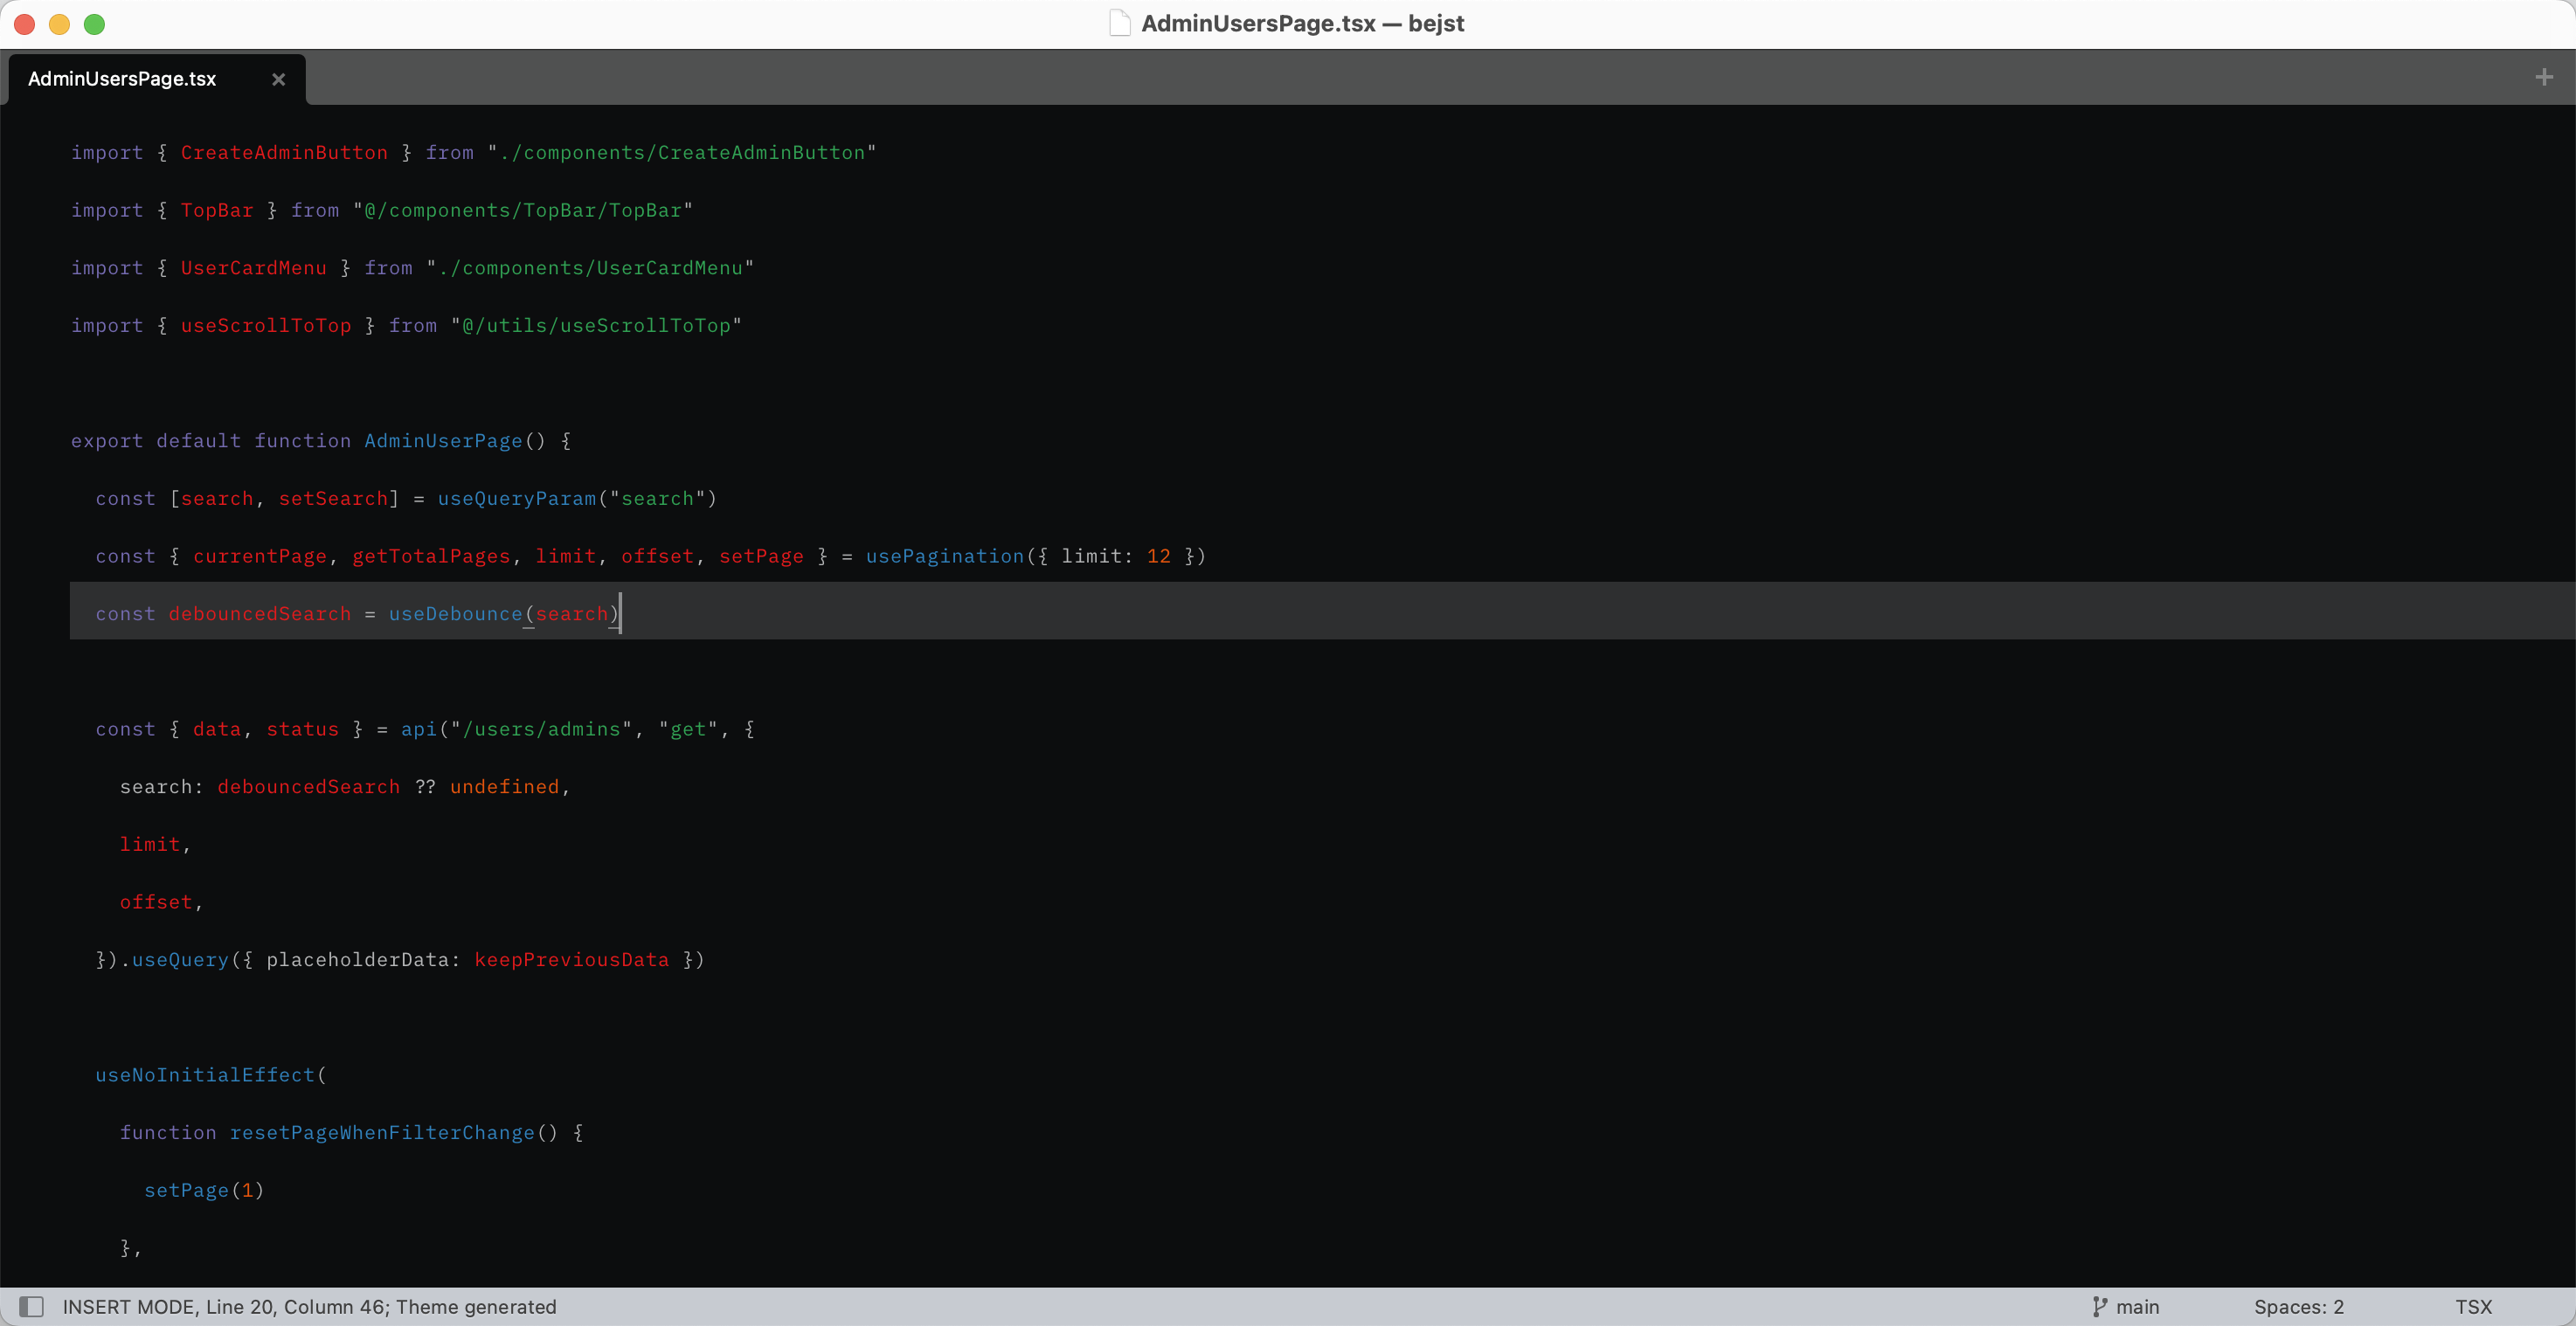 AdminUsersPage.tsx — bejst
AdminUsersPage.tsx
import { CreateAdminButton } from "./components/CreateAdminButton"
import { TopBar } from "@/components/TopBar/TopBar"
import { UserCardMenu } from "./components/UserCardMenu"
import { useScrollToTop } from "@/utils/useScrollToTop"
export default function AdminUserPage() {
  const [search, setSearch] = useQueryParam("search")
  const { currentPage, getTotalPages, limit, offset, setPage } = usePagination({ limit: 12 })
  const debouncedSearch = useDebounce(search)
  const { data, status } = api("/users/admins", "get", {
    search: debouncedSearch ?? undefined,
    limit,
    offset,
  }).useQuery({ placeholderData: keepPreviousData })
  useNoInitialEffect(
    function resetPageWhenFilterChange() {
      setPage(1)
    },
INSERT MODE, Line 20, Column 46; Theme generated
main
Spaces: 2
TSX